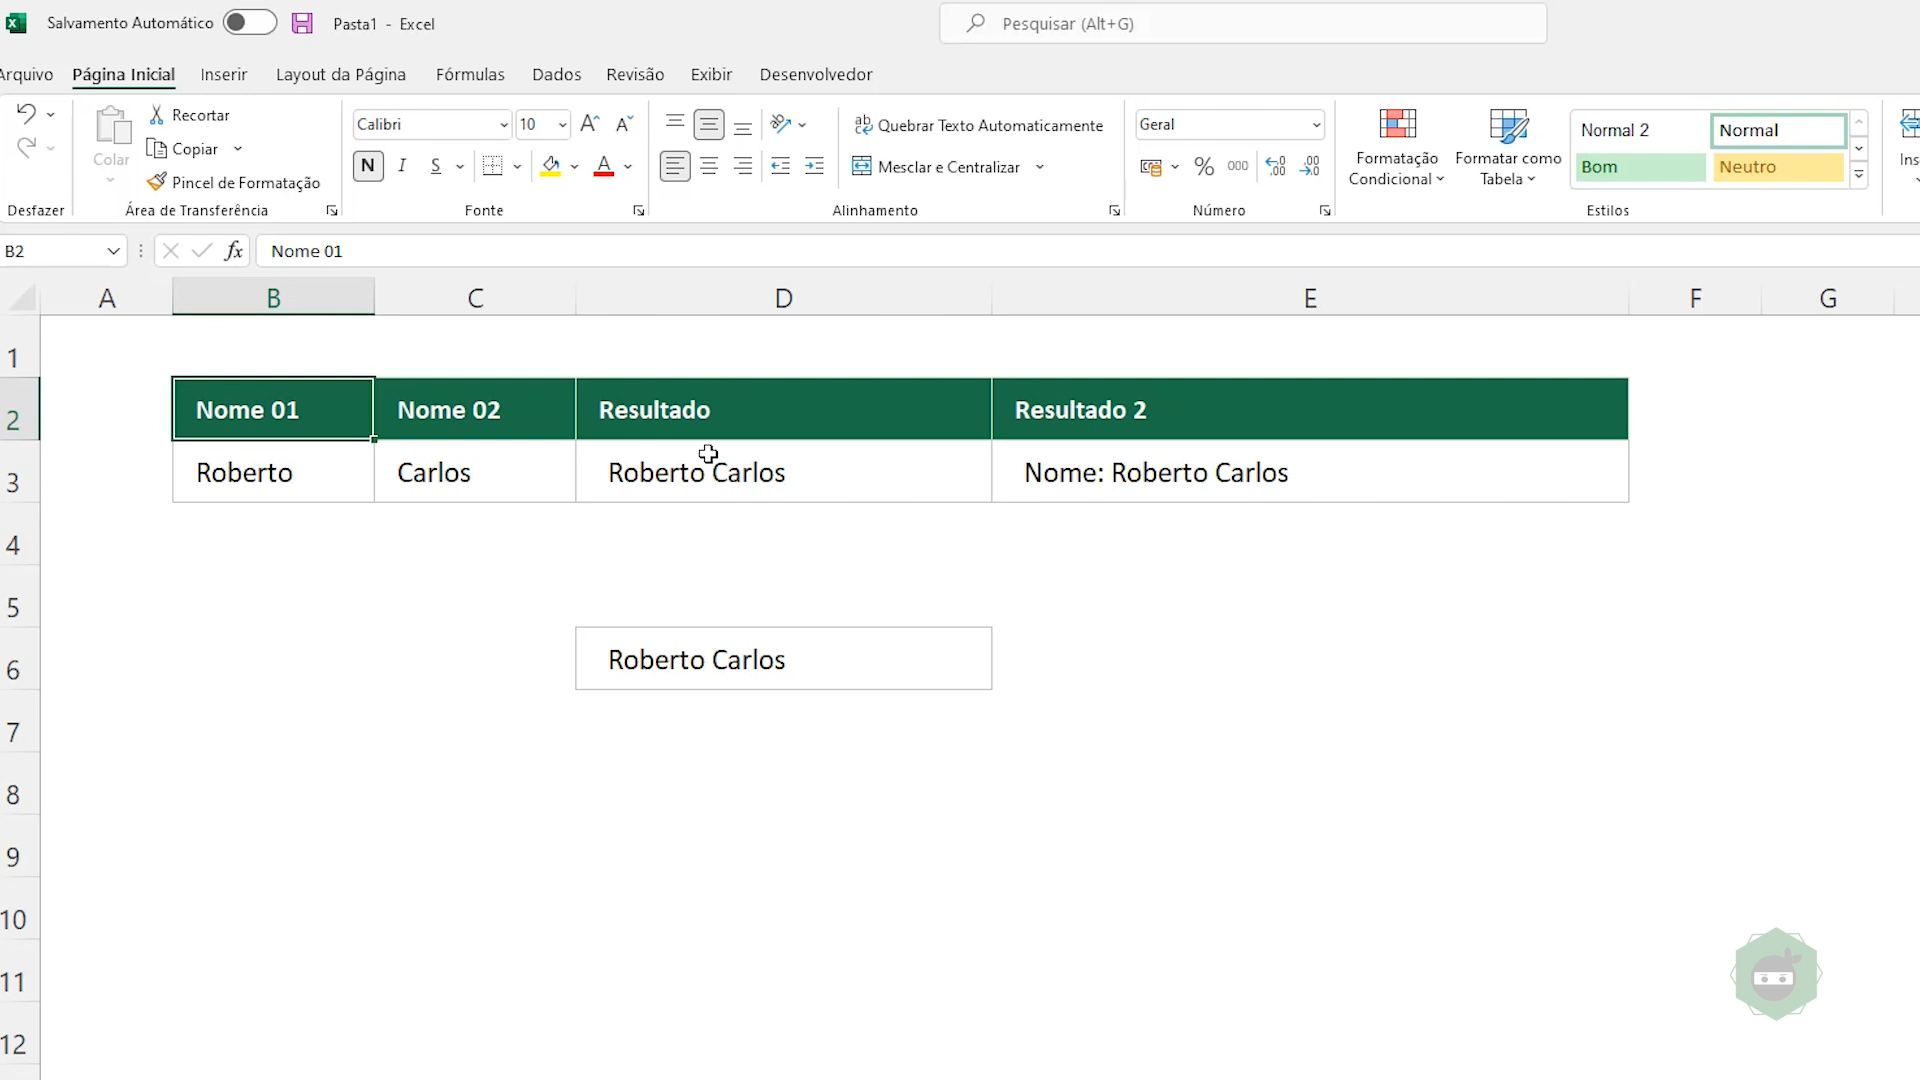 Salvamento Automático
Pasta1 - Excel
Pesquisar (Alt+G)
Arquivo Página Inicial Inserir Layout da Página Fórmulas Dados Revisão Exibir Desenvolvedor
Desfazer
Colar
Recortar
Copiar
Pincel de Formatação
Área de Transferência
Calibri 10
N I S
Fonte
Quebrar Texto Automaticamente
Mesclar e Centralizar
Alinhamento
Geral
% 000
Número
Formatação Condicional
Formatar como Tabela
Normal 2 Normal
Bom Neutro
Estilos
B2 fx Nome 01
A B C D E F G
1
2 Nome 01 Nome 02 Resultado Resultado 2
3 Roberto Carlos Roberto Carlos Nome: Roberto Carlos
4
5
6 Roberto Carlos
7
8
9
10
11
12